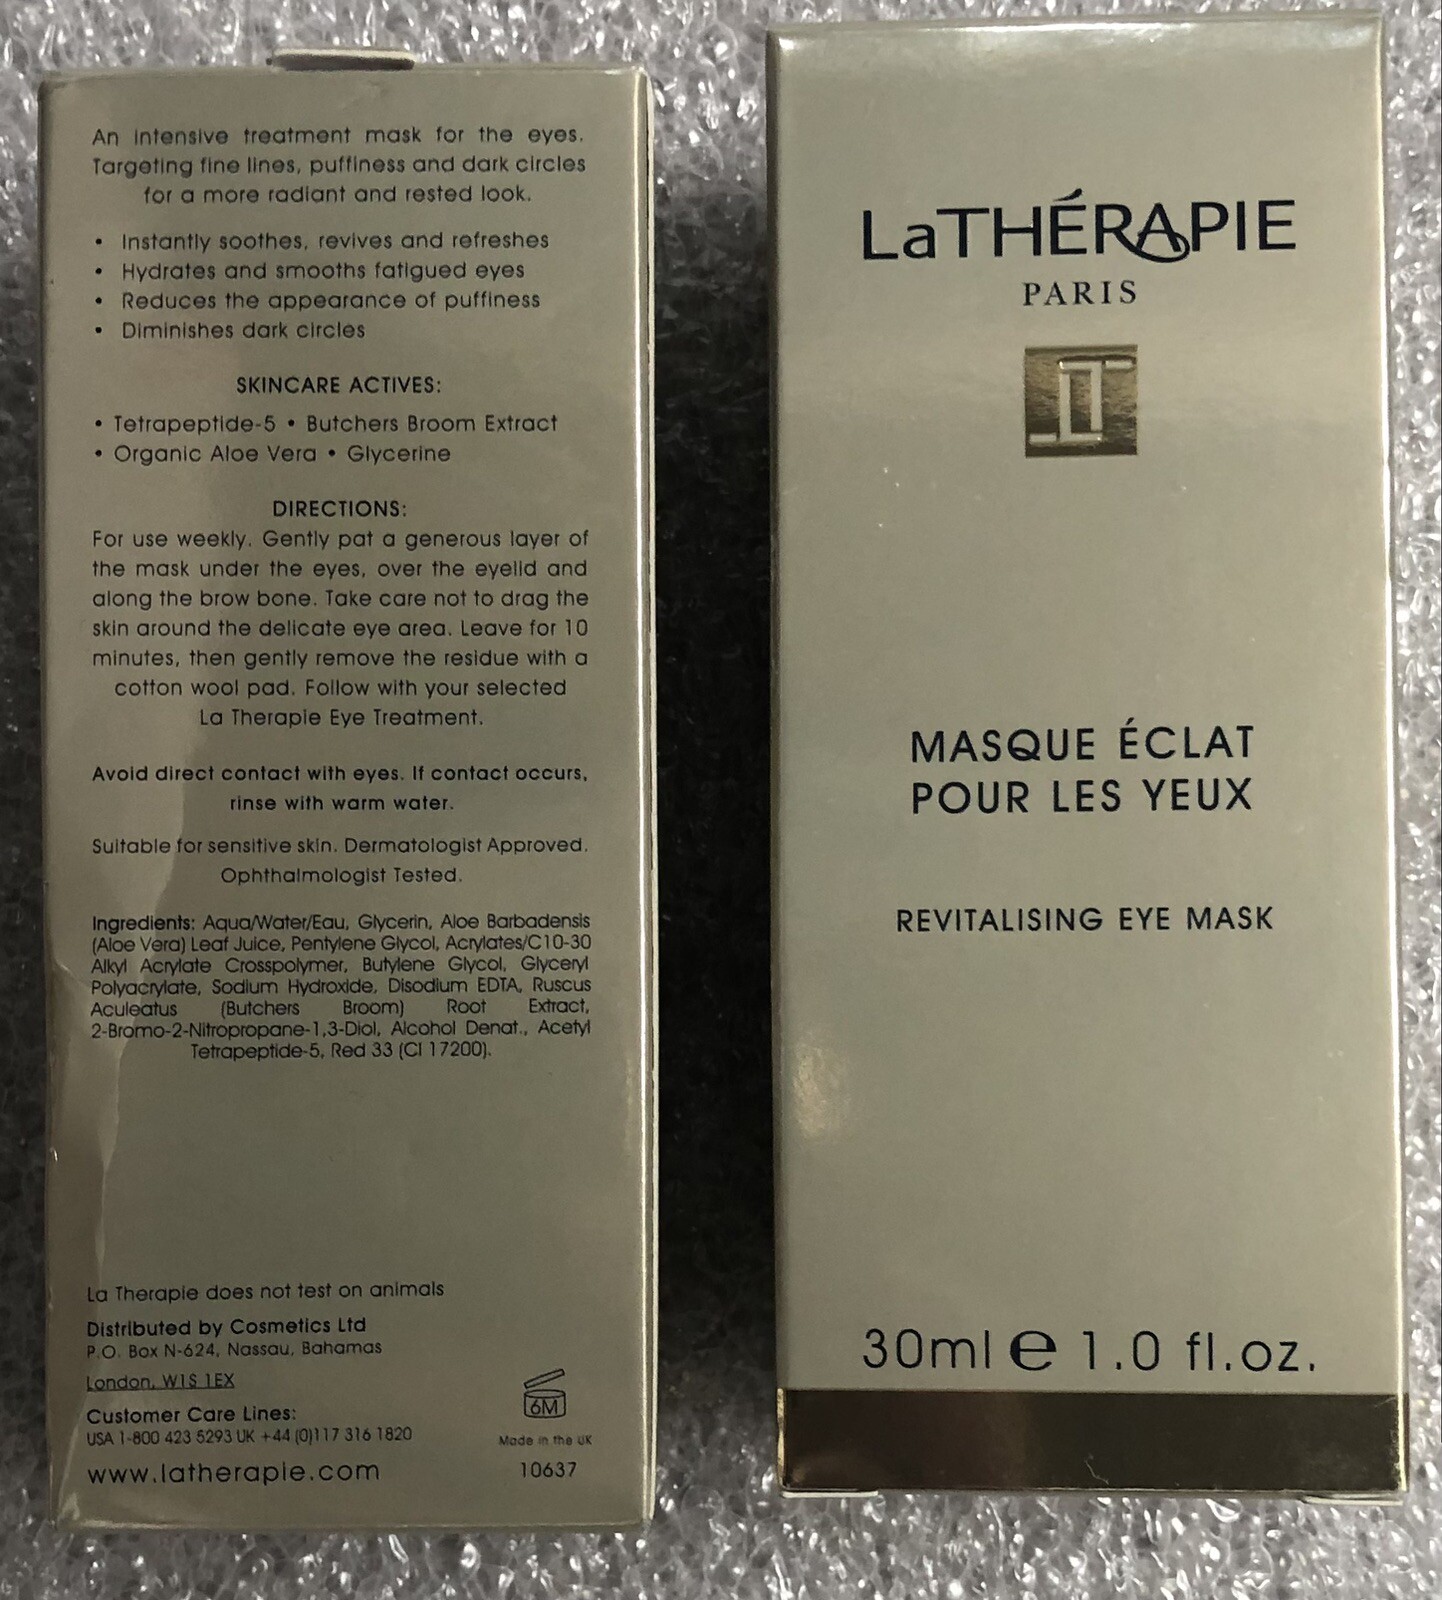 An intensive treatment mask for the eyes.
Targeting fine lines, puffiness and dark circles
for a more radiant and rested look.
• Instantly soothes, revives and refreshes
• Hydrates and smooths fatigued eyes
• Reduces the appearance of puffiness
• Diminishes dark circles
SKINCARE ACTIVES:
• Tetrapeptide-5 • Butchers Broom Extract
• Organic Aloe Vera • Glycerine
DIRECTIONS:
For use weekly. Gently pat a generous layer of
the mask under the eyes, over the eyelid and
along the brow bone. Take care not to drag the
skin around the delicate eye area. Leave for 10
minutes, then gently remove the residue with a
cotton wool pad. Follow with your selected
La Therapie Eye Treatment.
Avoid direct contact with eyes. If contact occurs,
rinse with warm water.
Suitable for sensitive skin. Dermatologist Approved.
Ophthalmologist Tested.
Ingredients: Aqua/Water/Eau, Glycerin, Aloe Barbadensis
(Aloe Vera) Leaf Juice, Pentylene Glycol, Acrylates/C10-30
Alkyl Acrylate Crosspolymer, Butylene Glycol, Glyceryl
Polyacrylate, Sodium Hydroxide, Disodium EDTA, Ruscus
Aculeatus (Butchers Broom) Root Extract,
2-Bromo-2-Nitropropane-1,3-Diol, Alcohol Denat., Acetyl
Tetrapeptide-5, Red 33 (CI 17200).
La Therapie does not test on animals
Distributed by Cosmetics Ltd
P.O. Box N-624, Nassau, Bahamas
London, W1S 1EX
Customer Care Lines:
USA 1-800 423 5293 UK +44 (0)117 316 1820
www.latherapie.com
6M
Made in the UK
10637
LaTHÉRAPIE
PARIS
LT
MASQUE ÉCLAT
POUR LES YEUX
REVITALISING EYE MASK
30ml e 1.0 fl.oz.